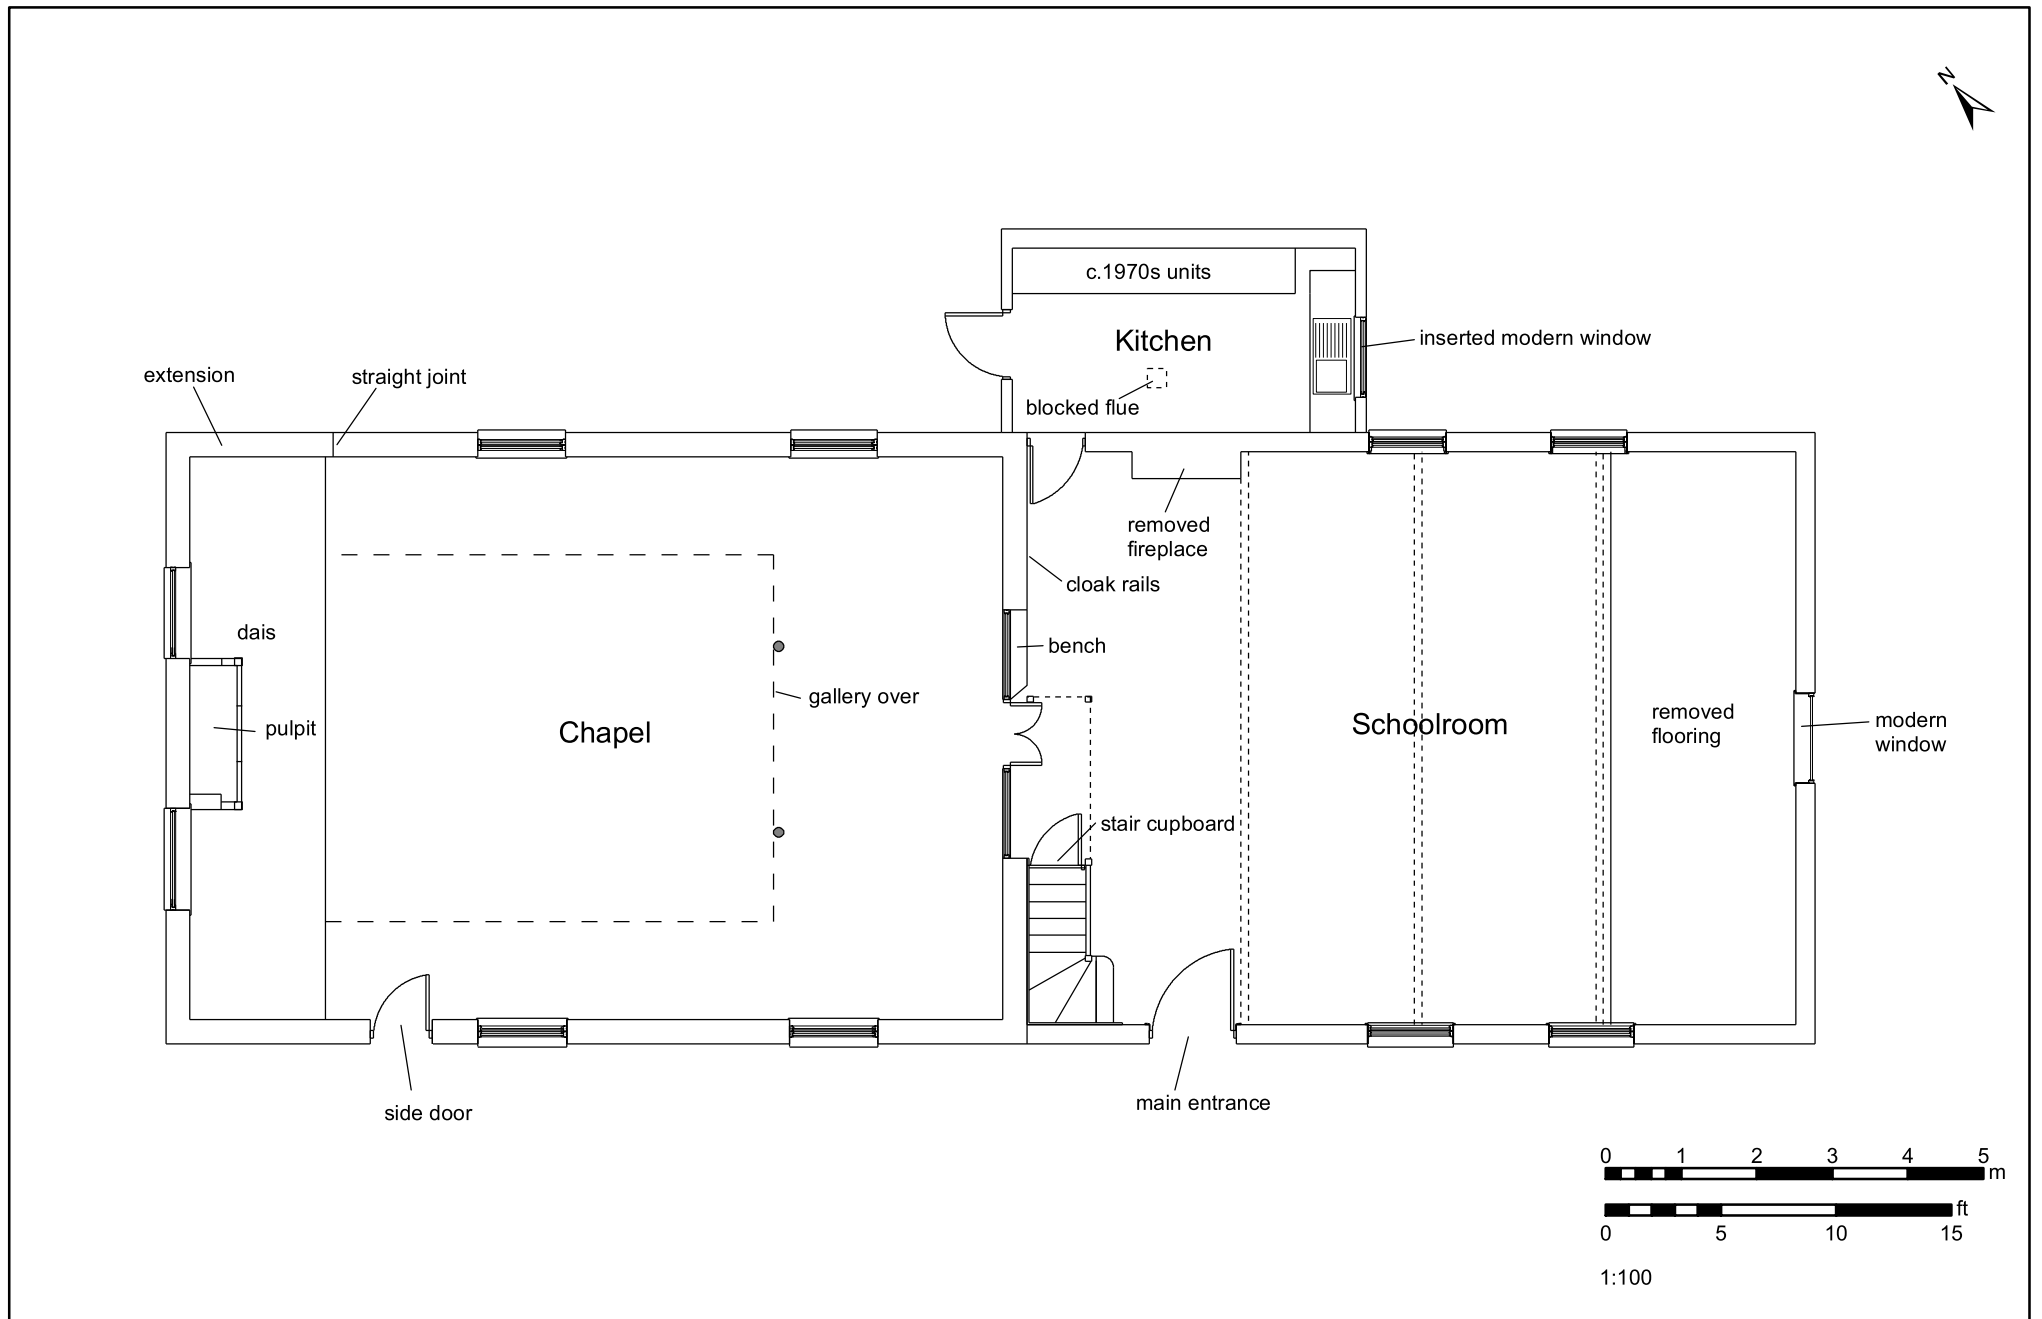 N
c.1970s units
Kitchen
inserted modern window
extension
straight joint
blocked flue
removed
fireplace
cloak rails
dais
bench
gallery over
pulpit
Chapel
Schoolroom
removed
flooring
modern
window
stair cupboard
side door
main entrance
0 1 2 3 4 5
m
ft
0 5 10 15
1:100